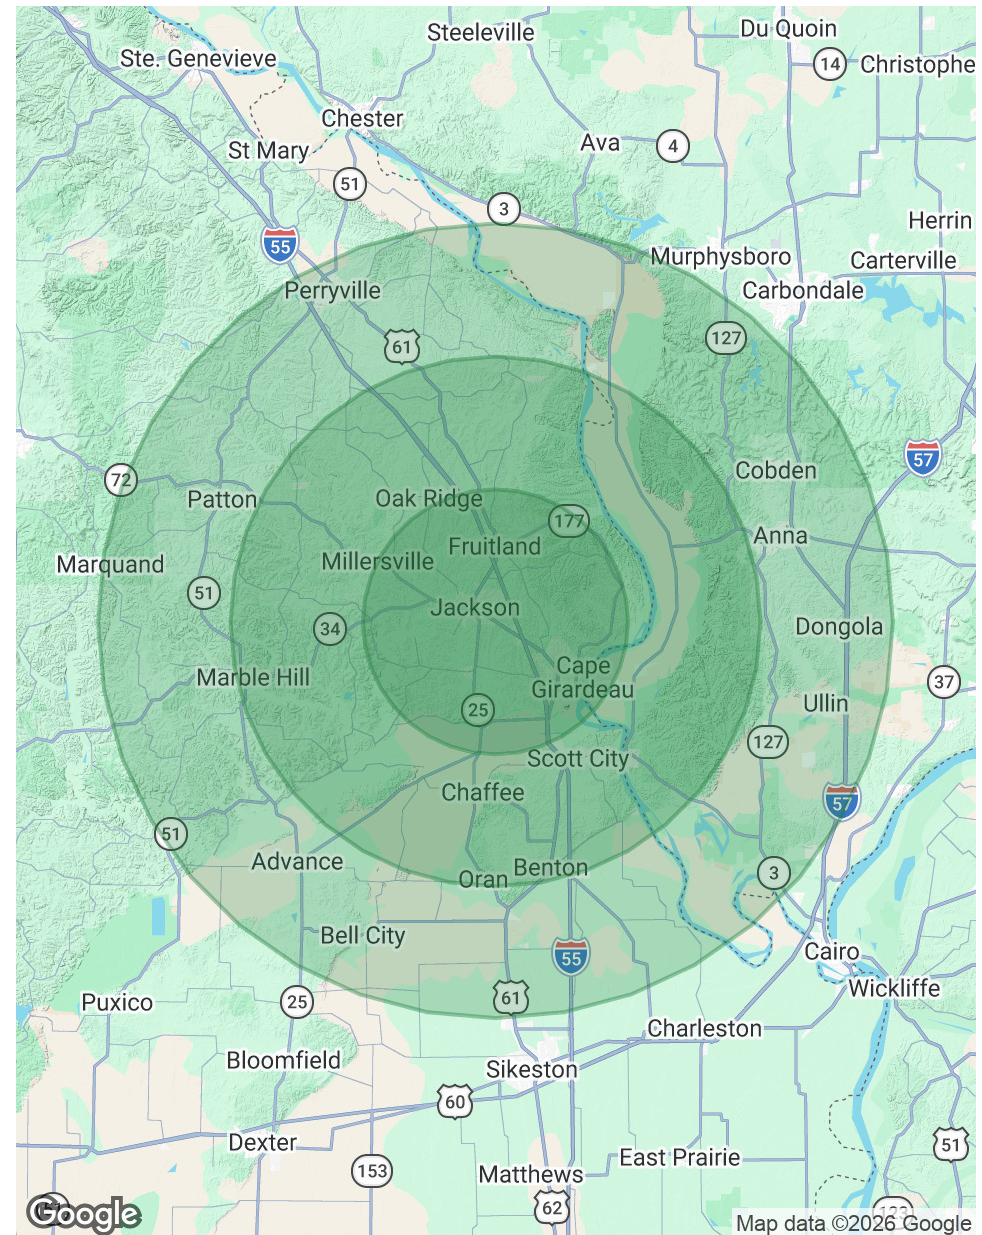 Steeleville
Du Quoin
Ste. Genevieve
14
Christophe
Chester
Ava
4
St Mary
51
3
Herrin
55
Murphysboro
Carterville
Perryville
Carbondale
127
61
57
Cobden
72
Patton
Oak Ridge
177
Anna
Fruitland
Marquand
Millersville
51
Jackson
34
Dongola
Cape
Girardeau
Marble Hill
37
25
Ullin
127
Scott City
Chaffee
57
51
Advance
Benton
3
Oran
Bell City
Cairo
55
Wickliffe
61
Puxico
25
Charleston
Bloomfield
Sikeston
60
Dexter
51
East Prairie
153
Matthews
62
123
Google
Map data ©2026 Google